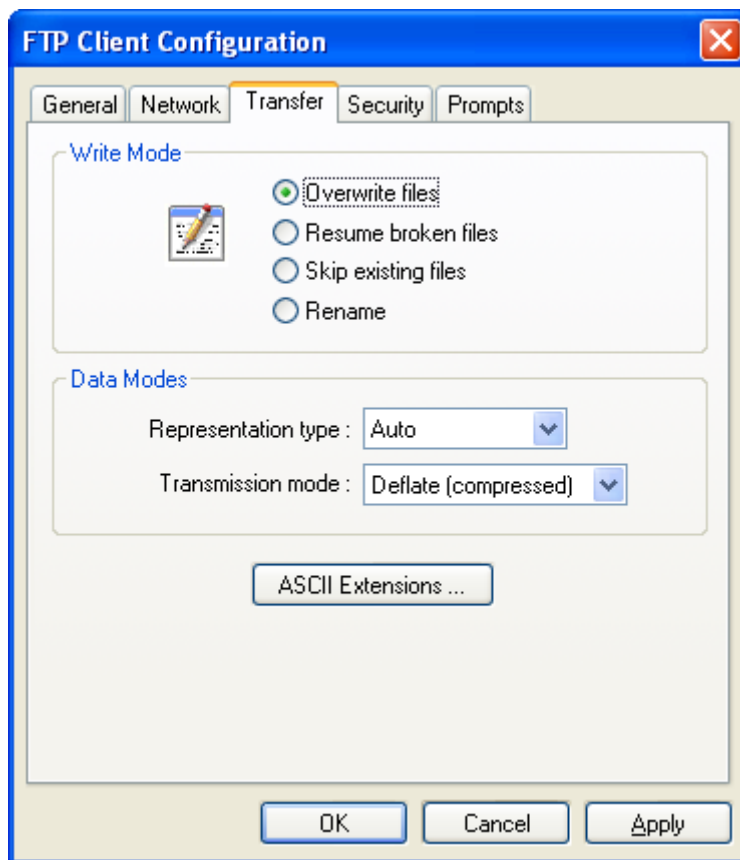 FTP Client Configuration
General Network Transfer Security Prompts
Write Mode
Overwrite files
Resume broken files
Skip existing files
Rename
Data Modes
Representation type : Auto
Transmission mode : Deflate (compressed)
ASCII Extensions ...
OK Cancel Apply